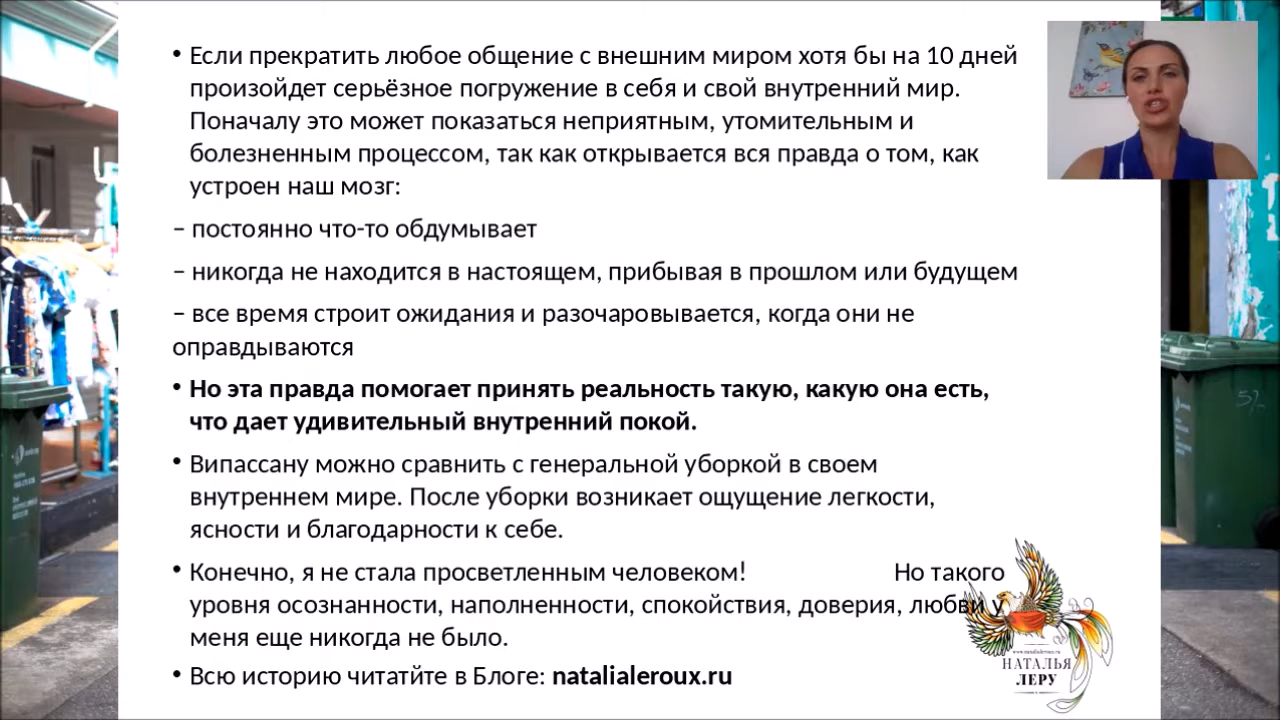 • Если прекратить любое общение с внешним миром хотя бы на 10 дней
произойдет серьёзное погружение в себя и свой внутренний мир.
Поначалу это может показаться неприятным, утомительным и
болезненным процессом, так как открывается вся правда о том, как
устроен наш мозг:
– постоянно что-то обдумывает
– никогда не находится в настоящем, прибывая в прошлом или будущем
– все время строит ожидания и разочаровывается, когда они не
оправдываются
• Но эта правда помогает принять реальность такую, какую она есть,
что дает удивительный внутренний покой.
• Випассану можно сравнить с генеральной уборкой в своем
внутреннем мире. После уборки возникает ощущение легкости,
ясности и благодарности к себе.
• Конечно, я не стала просветленным человеком! Но такого
уровня осознанности, наполненности, спокойствия, доверия, любви у
меня еще никогда не было.
• Всю историю читатйте в Блоге: natalialeroux.ru
www.natalialeroux.ru
НАТАЛЬЯ
ЛЕРУ